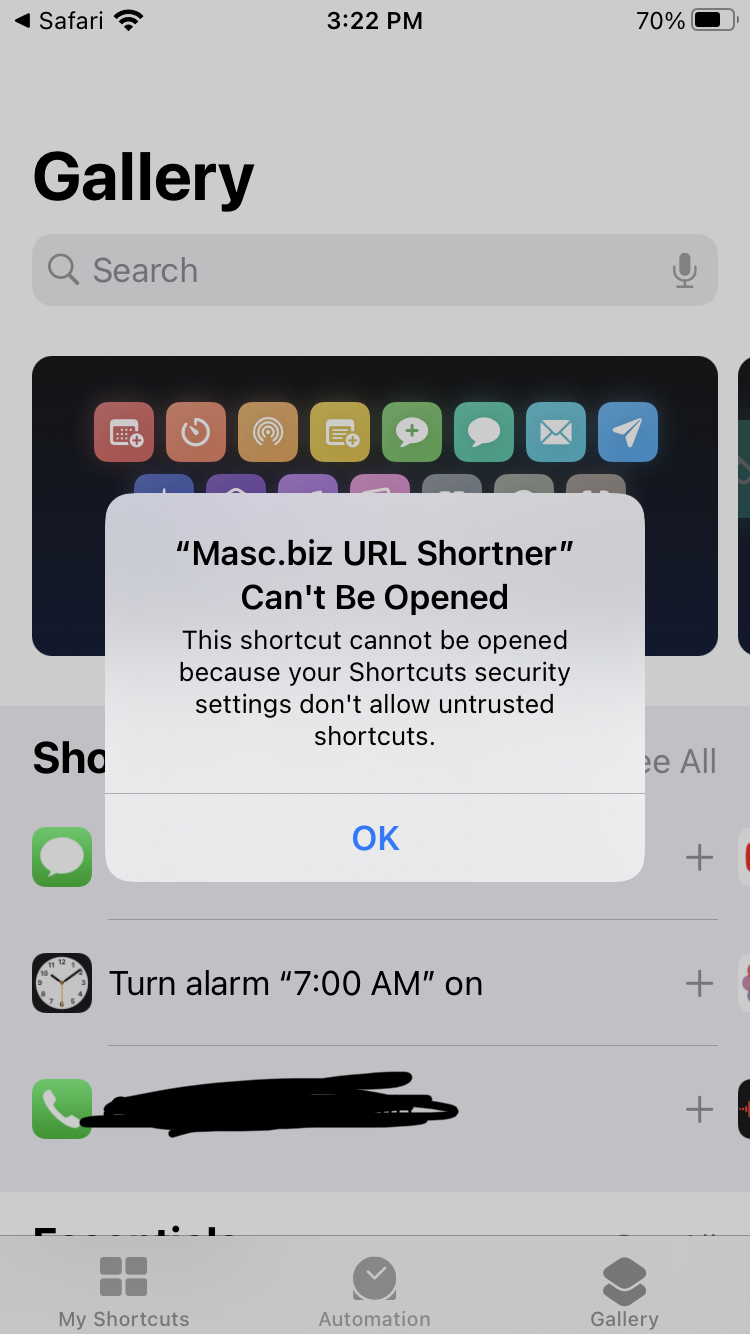 Safari
3:22 PM
70%
Gallery
Search
“Masc.biz URL Shortner”
Can't Be Opened
This shortcut cannot be opened
because your Shortcuts security
settings don't allow untrusted
shortcuts.
OK
Sho
ee All
Turn alarm “7:00 AM” on
Essentials
My Shortcuts
Automation
Gallery